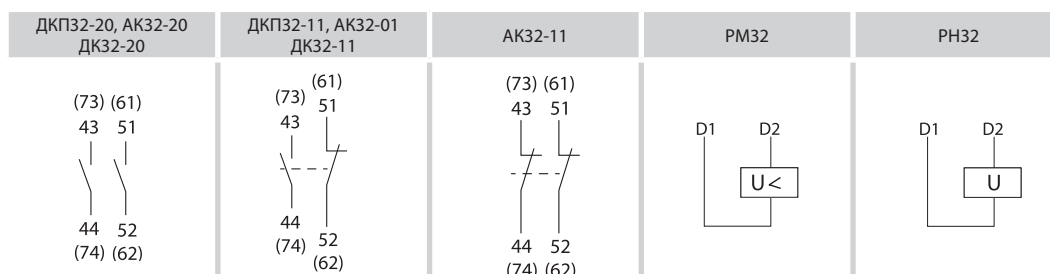 ДКП32-20, АК32-20
ДК32-20
ДКП32-11, АК32-01
ДК32-11
АК32-11
РМ32
РН32
(73) (61)
43 51
44 52
(74) (62)
(61)
(73) 51
43
44
(74) 52
(62)
(73) (61)
43 51
44 52
(74) (62)
D1 D2
U<
D1 D2
U